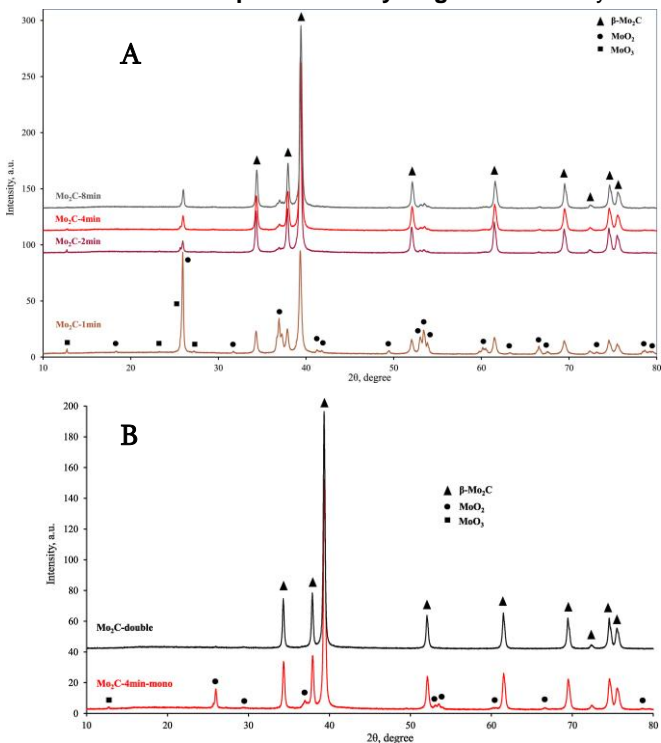 300
250
200
150
100
50
0
Intensity, a.u.
A
▲ β-Mo₂C
● MoO₂
■ MoO₃
Mo₂C-8min
Mo₂C-4min
Mo₂C-2min
Mo₂C-1min
10 20 30 40 50 60 70 80
2θ, degree
200
180
160
140
120
100
80
60
40
20
0
Intensity, a.u.
B
▲ β-Mo₂C
● MoO₂
■ MoO₃
Mo₂C-double
Mo₂C-4min-mono
10 20 30 40 50 60 70 80
2θ, degree